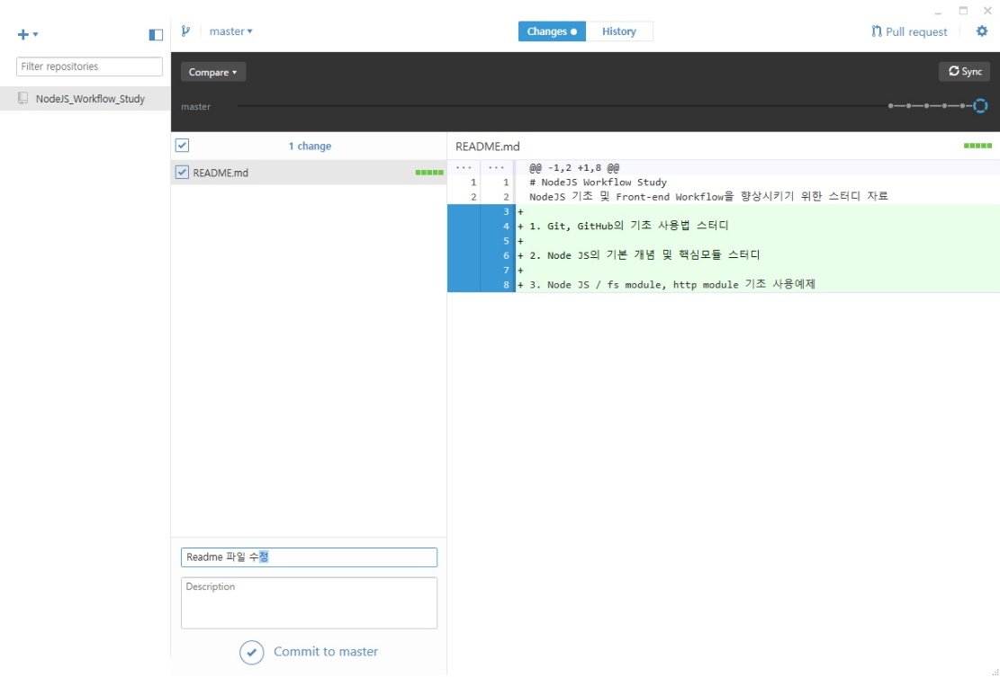 master
Changes
History
Pull request
Filter repositories
Compare
Sync
NodeJS_Workflow_Study
master
1 change
README.md
README.md
... ... @@ -1,2 +1,8 @@
1 1 # NodeJS Workflow Study
2 2 NodeJS 기초 및 Front-end Workflow을 향상시키기 위한 스터디 자료
3 +
4 + 1. Git, GitHub의 기초 사용법 스터디
5 +
6 + 2. Node JS의 기본 개념 및 핵심모듈 스터디
7 +
8 + 3. Node JS / fs module, http module 기초 사용예제
Readme 파일 수정
Description
Commit to master